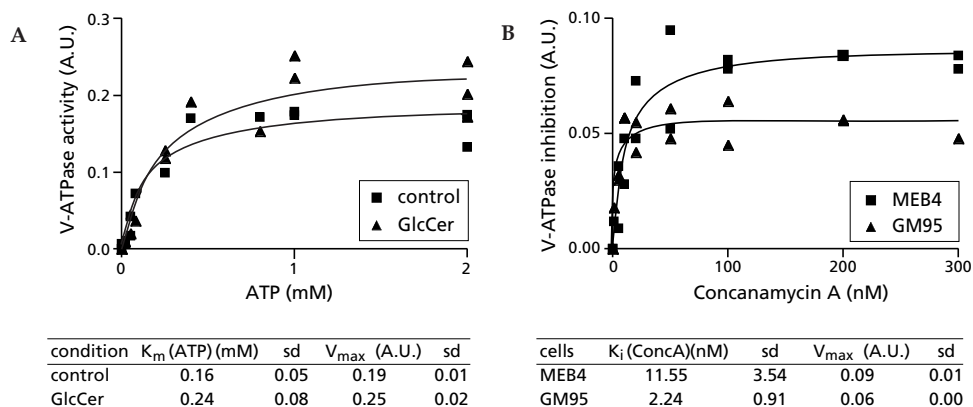 A
V-ATPase activity (A.U.)
0.3
0.2
0.1
0.0
0
1
2
ATP (mM)
control
GlcCer
B
V-ATPase inhibition (A.U.)
0.10
0.05
0.00
0
100
200
300
Concanamycin A (nM)
MEB4
GM95
condition Km (ATP) (mM) sd Vmax (A.U.) sd
control 0.16 0.05 0.19 0.01
GlcCer 0.24 0.08 0.25 0.02
cells Ki (ConcA)(nM) sd Vmax (A.U.) sd
MEB4 11.55 3.54 0.09 0.01
GM95 2.24 0.91 0.06 0.00